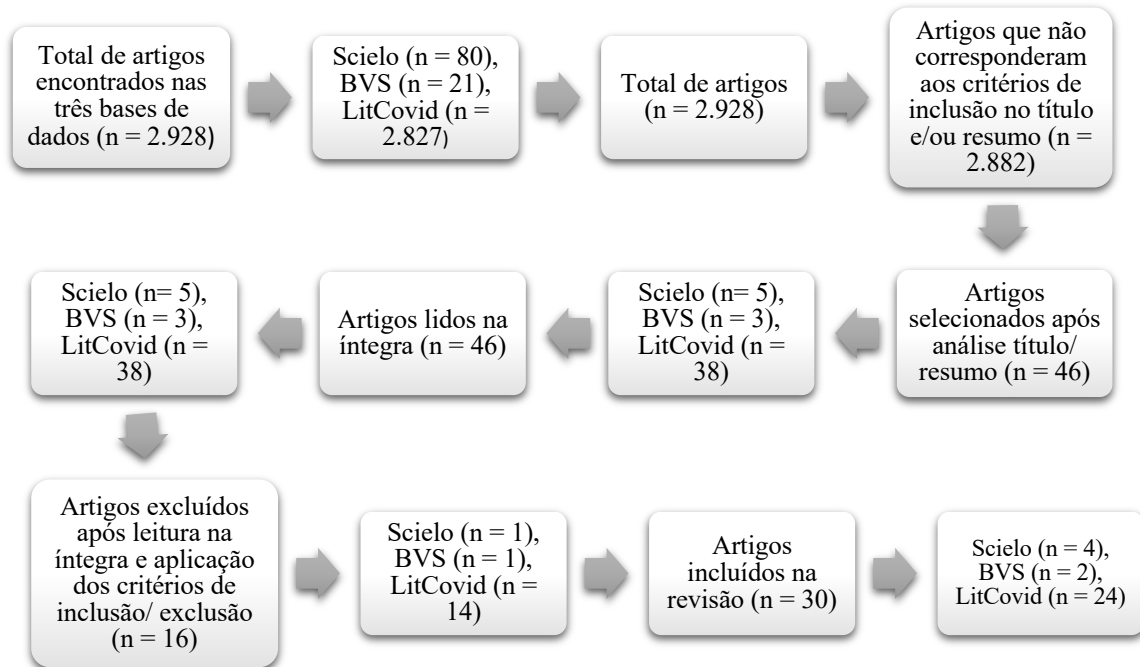 Total de artigos
encontrados nas
três bases de
dados (n = 2.928)
Scielo (n = 80),
BVS (n = 21),
LitCovid (n =
2.827)
Total de artigos
(n = 2.928)
Artigos que não
corresponderam
aos critérios de
inclusão no título
e/ou resumo (n =
2.882)
Artigos
selecionados após
análise título/
resumo (n = 46)
Scielo (n= 5),
BVS (n = 3),
LitCovid (n =
38)
Artigos lidos na
íntegra (n = 46)
Scielo (n= 5),
BVS (n = 3),
LitCovid (n =
38)
Artigos excluídos
após leitura na
íntegra e aplicação
dos critérios de
inclusão/ exclusão
(n = 16)
Scielo (n = 1),
BVS (n = 1),
LitCovid (n =
14)
Artigos
incluídos na
revisão (n = 30)
Scielo (n = 4),
BVS (n = 2),
LitCovid (n = 24)